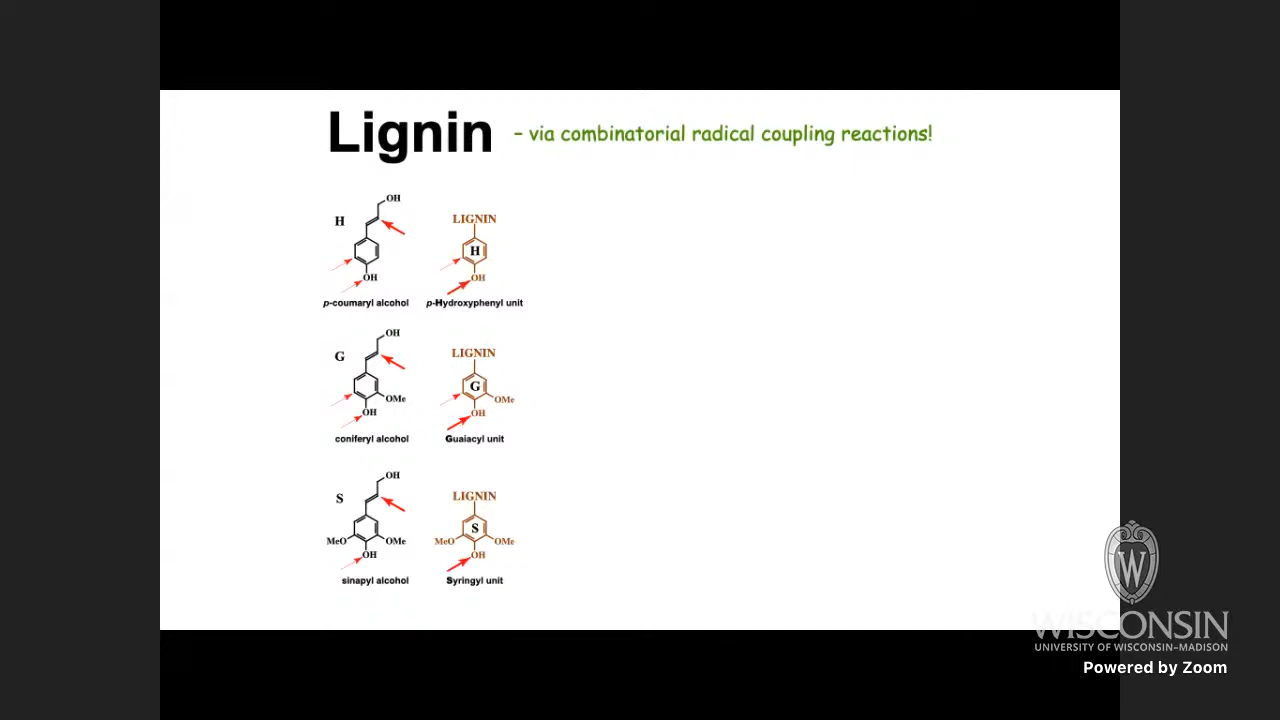 Lignin – via combinatorial radical coupling reactions!
OH
H
LIGNIN
H
OH
OH
p-coumaryl alcohol
p-Hydroxyphenyl unit
OH
G
LIGNIN
G
OMe
OMe
OH
OH
coniferyl alcohol
Guaiacyl unit
OH
S
LIGNIN
S
MeO
OMe
MeO
OMe
OH
OH
sinapyl alcohol
Syringyl unit
W
WISCONSIN
UNIVERSITY OF WISCONSIN–MADISON
Powered by Zoom